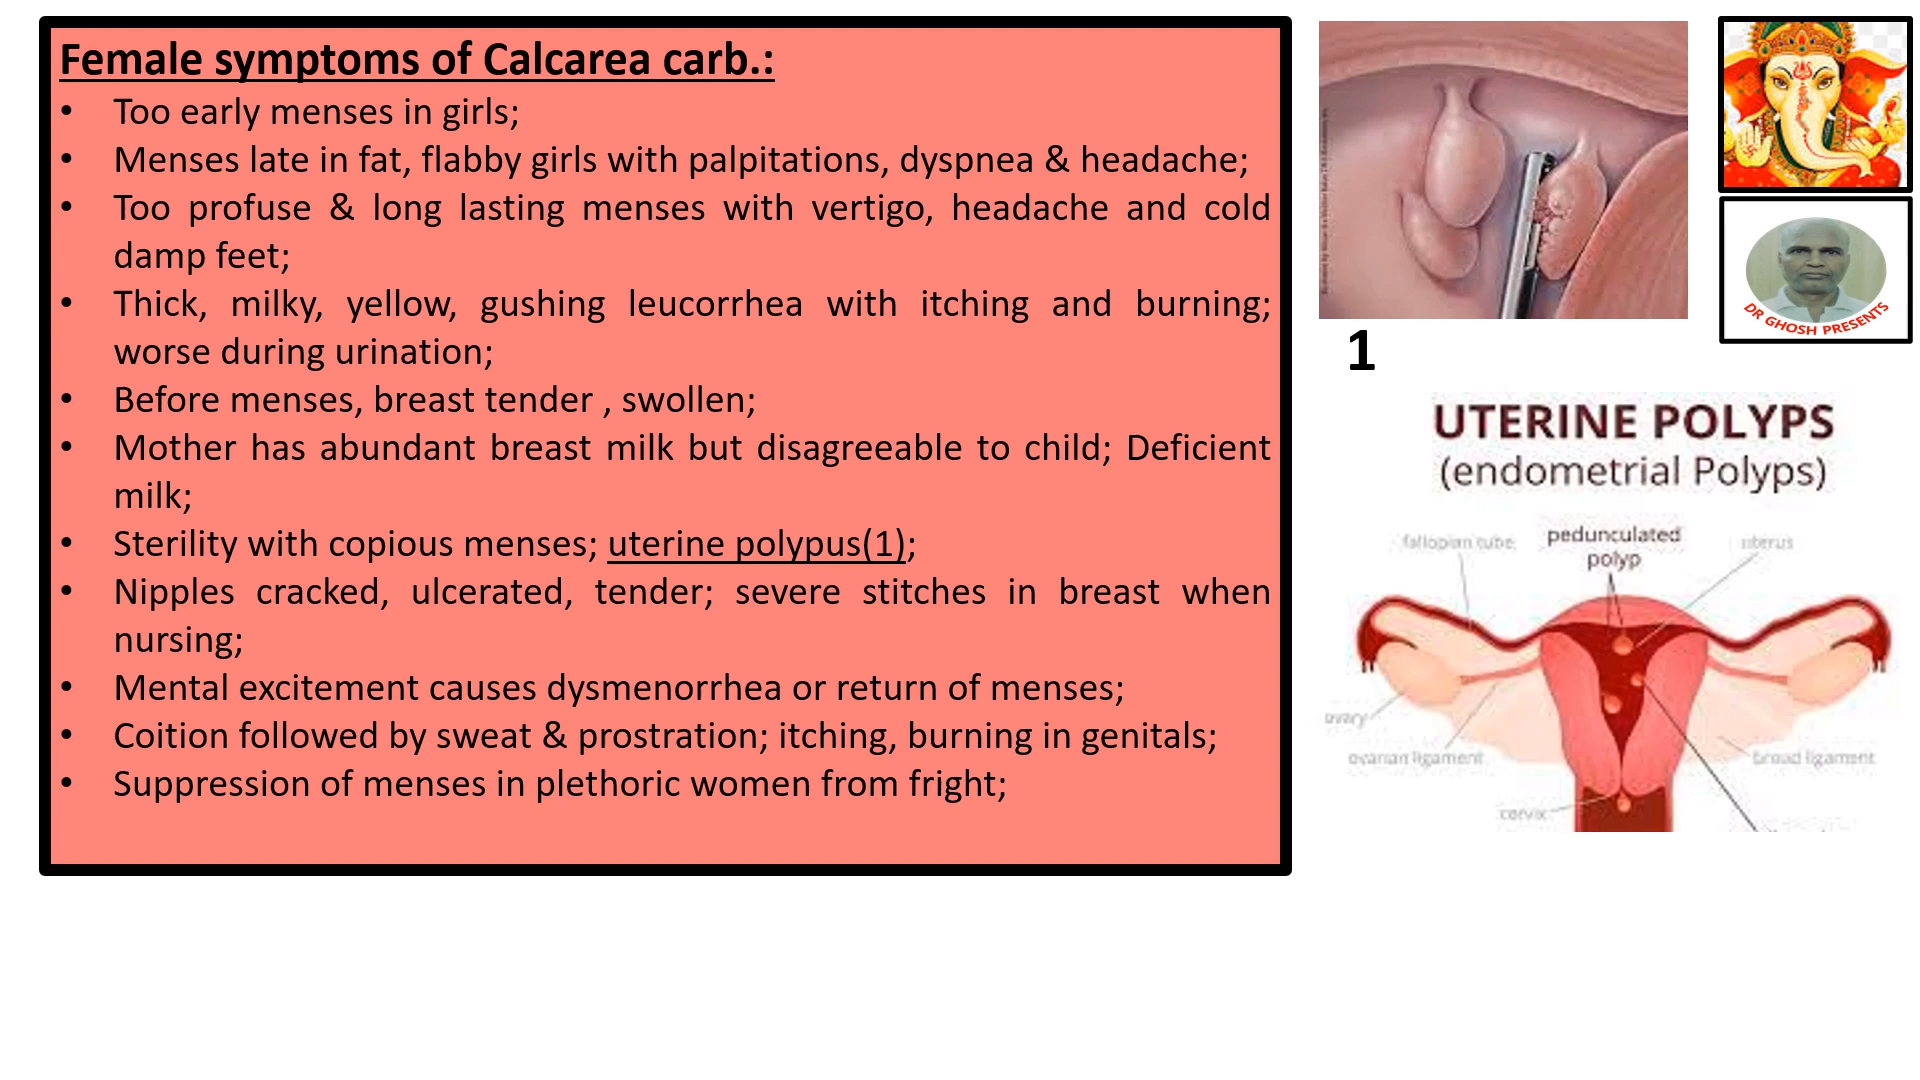 Female symptoms of Calcarea carb.:
• Too early menses in girls;
• Menses late in fat, flabby girls with palpitations, dyspnea & headache;
• Too profuse & long lasting menses with vertigo, headache and cold
damp feet;
• Thick, milky, yellow, gushing leucorrhea with itching and burning;
worse during urination;
• Before menses, breast tender , swollen;
• Mother has abundant breast milk but disagreeable to child; Deficient
milk;
• Sterility with copious menses; uterine polypus(1);
• Nipples cracked, ulcerated, tender; severe stitches in breast when
nursing;
• Mental excitement causes dysmenorrhea or return of menses;
• Coition followed by sweat & prostration; itching, burning in genitals;
• Suppression of menses in plethoric women from fright;
1
DR GHOSH PRESENTS
UTERINE POLYPS
(endometrial Polyps)
fallopian tube
pedunculated
polyp
uterus
ovary
ovarian ligament
broad ligament
cervix